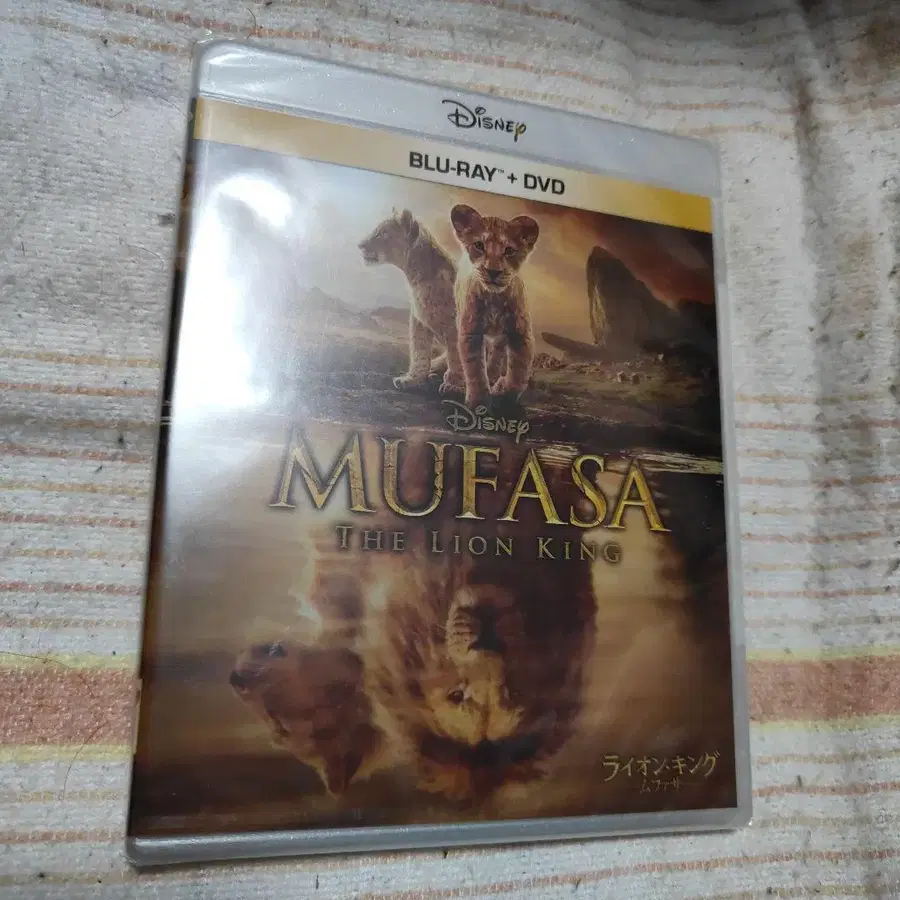 Disney
BLU-RAY™ + DVD
Disney
MUFASA
THE LION KING
ライオン・キング
ムファサ